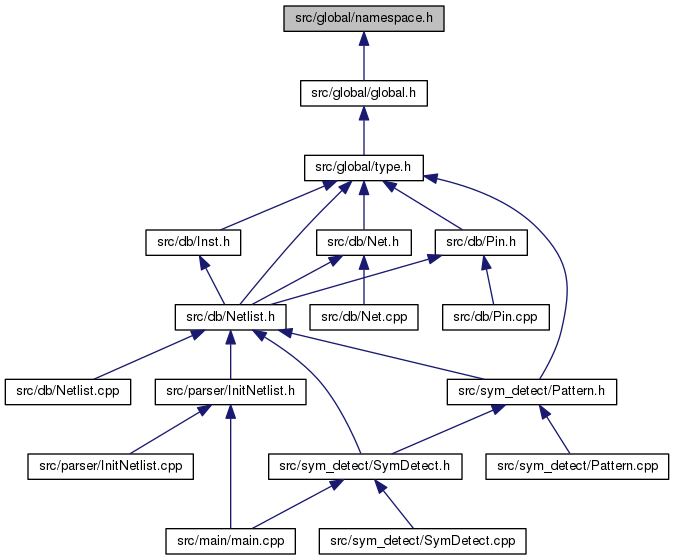 src/global/namespace.h
src/global/global.h
src/global/type.h
src/db/Inst.h
src/db/Net.h
src/db/Pin.h
src/db/Netlist.h
src/db/Net.cpp
src/db/Pin.cpp
src/db/Netlist.cpp
src/parser/InitNetlist.h
src/sym_detect/Pattern.h
src/parser/InitNetlist.cpp
src/sym_detect/SymDetect.h
src/sym_detect/Pattern.cpp
src/main/main.cpp
src/sym_detect/SymDetect.cpp